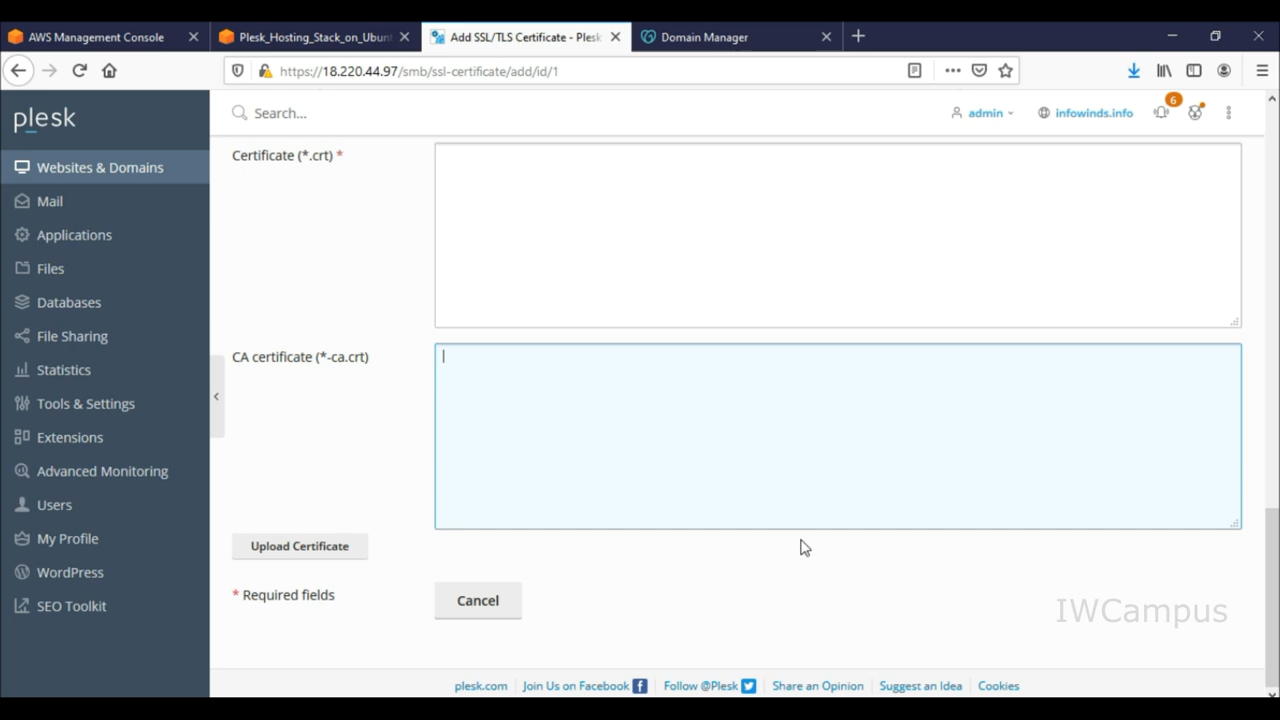 AWS Management Console
Plesk_Hosting_Stack_on_Ubunt
Add SSL/TLS Certificate - Plesk
Domain Manager
https://18.220.44.97/smb/ssl-certificate/add/id/1
plesk
Search...
admin
infowinds.info
6
Websites & Domains
Mail
Applications
Files
Databases
File Sharing
Statistics
Tools & Settings
Extensions
Advanced Monitoring
Users
My Profile
WordPress
SEO Toolkit
Certificate (*.crt) *
CA certificate (*-ca.crt)
Upload Certificate
* Required fields
Cancel
IWCampus
plesk.com Join Us on Facebook Follow @Plesk Share an Opinion Suggest an Idea Cookies